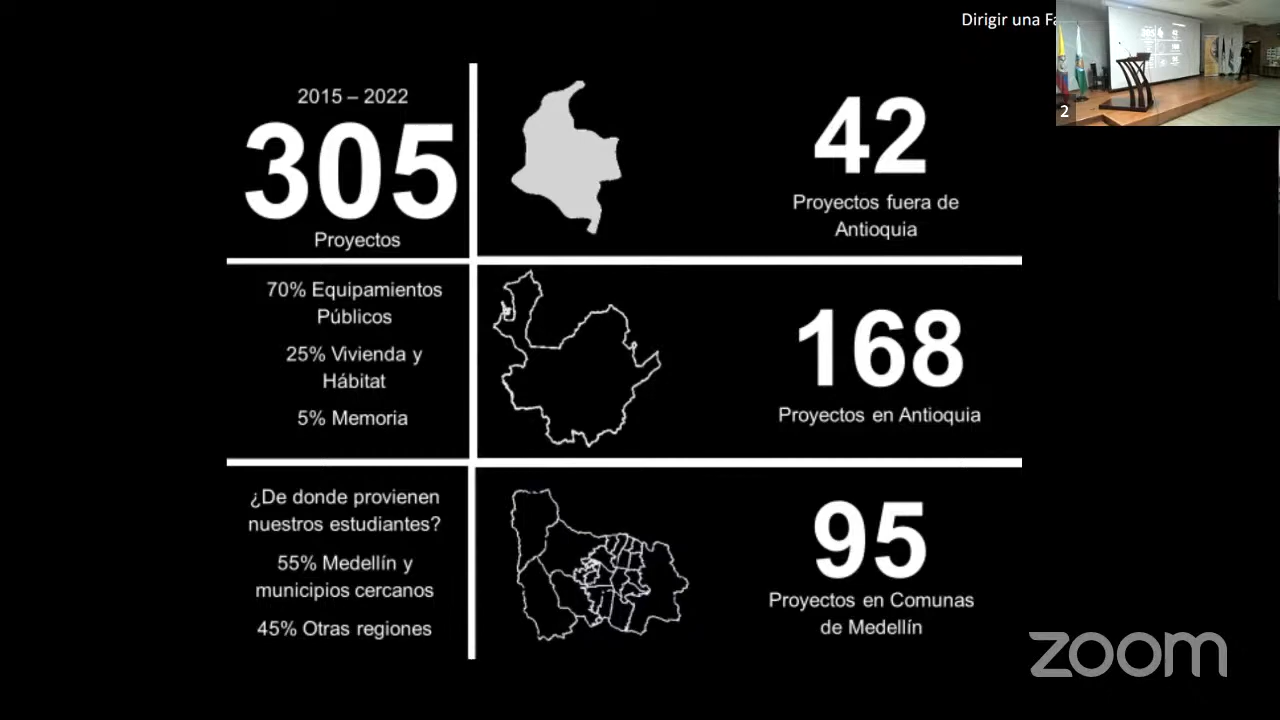 Dirigir una Fa
2
2015 – 2022
305
Proyectos
42
Proyectos fuera de
Antioquia
70% Equipamientos
Públicos
25% Vivienda y
Hábitat
5% Memoria
168
Proyectos en Antioquia
¿De donde provienen
nuestros estudiantes?
55% Medellín y
municipios cercanos
45% Otras regiones
95
Proyectos en Comunas
de Medellín
zoom